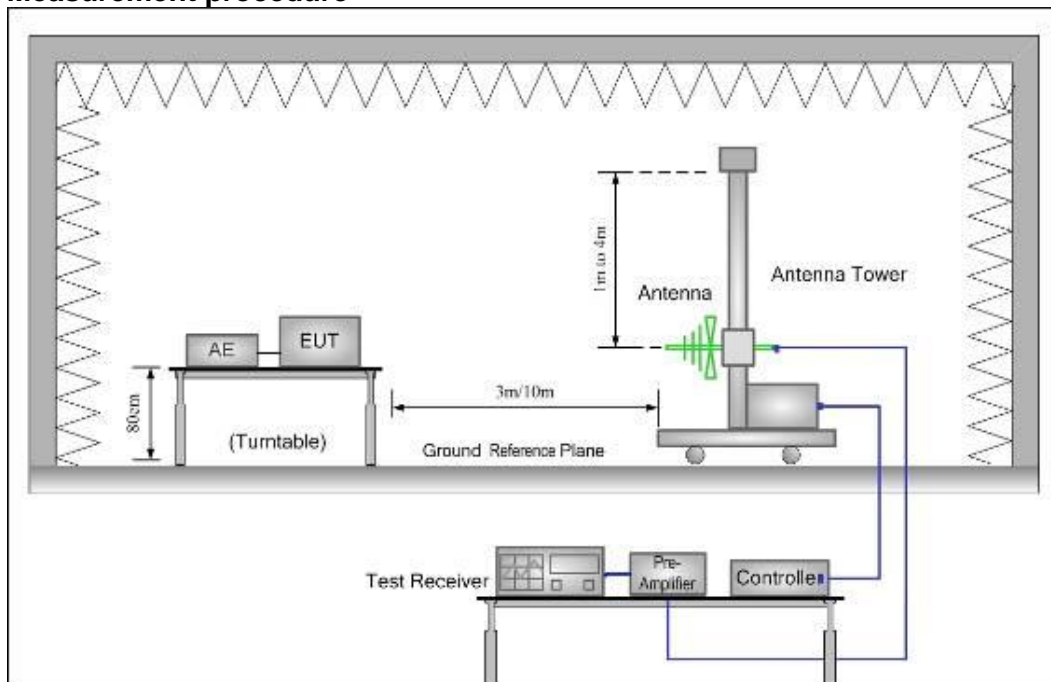 Measurement procedure
1m to 4m
Antenna
Antenna Tower
AE
EUT
80cm
3m/10m
(Turntable)
Ground Reference Plane
Test Receiver
Pre-
Amplifier
Controlle